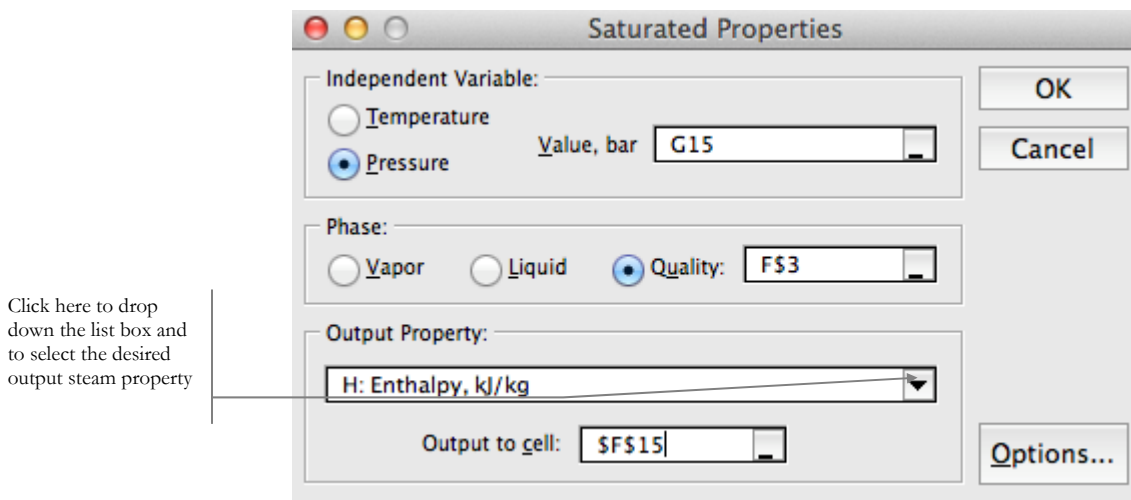 Saturated Properties
Independent Variable:
Temperature
Pressure
Value, bar
G15
OK
Cancel
Phase:
Vapor
Liquid
Quality:
F$3
Click here to drop
down the list box and
to select the desired
output steam property
Output Property:
H: Enthalpy, kJ/kg
Output to cell:
$F$15
Options...